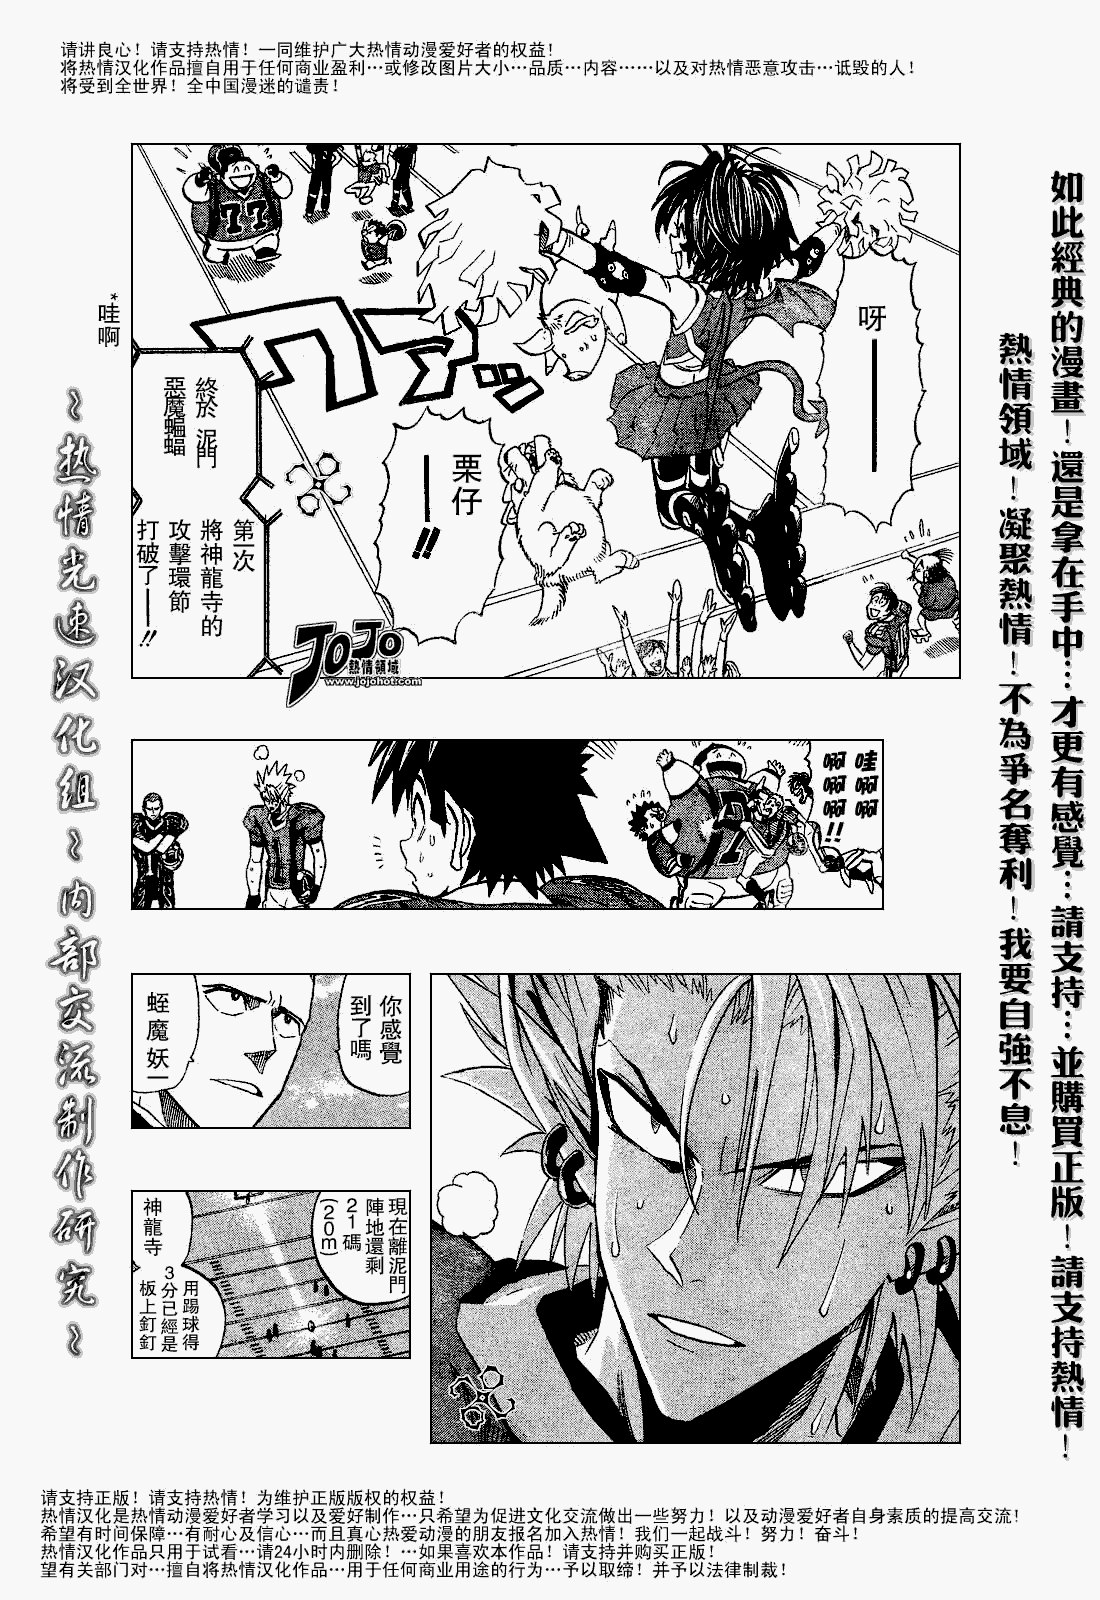 请讲良心！请支持热情！一同维护广大热情动漫爱好者的权益！
将热情汉化作品擅自用于任何商业盈利…或修改图片大小…品质…内容……以及对热情恶意攻击…诋毁的人！
将受到全世界！全中国漫迷的谴责！
如此經典的漫畫！還是拿在手中…才更有感覺…請支持…並購買正版！請支持熱情！
熱情領域！凝聚熱情！不為爭名奪利！我要自強不息！
呀——
77
栗仔
——!!
ワアァッ
*哇啊
第次
將神龍寺的
攻擊環節
打破了——!!
終於 泥門
惡魔蝙蝠
JOJO
熱情領域
www.jojohot.com
~热情光速汉化组~内部交流制作研究~
哇啊啊
啊啊啊!!
7
1
你感覺
到了嗎
蛭魔妖一
現在離泥門
陣地還剩
21碼
(20m)
神龍寺
用踢球得
3分已經是
板上釘釘
请支持正版！请支持热情！为维护正版版权的权益！
热情汉化是热情动漫爱好者学习以及爱好制作…只希望为促进文化交流做出一些努力！以及动漫爱好者自身素质的提高交流！
希望有时间保障…有耐心及信心…而且真心热爱动漫的朋友报名加入热情！我们一起战斗！努力！奋斗！
热情汉化作品只用于试看…请24小时内删除！…如果喜欢本作品！请支持并购买正版！
望有关部门对…擅自将热情汉化作品…用于任何商业用途的行为…予以取缔！并予以法律制裁！